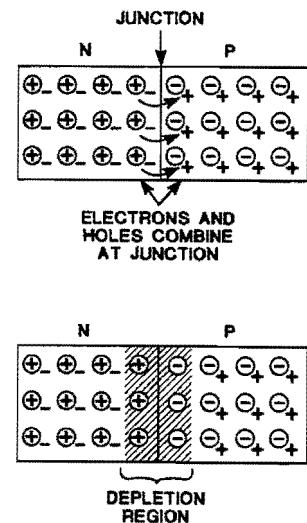 JUNCTION
N P
ELECTRONS AND
HOLES COMBINE
AT JUNCTION
N P
DEPLETION
REGION